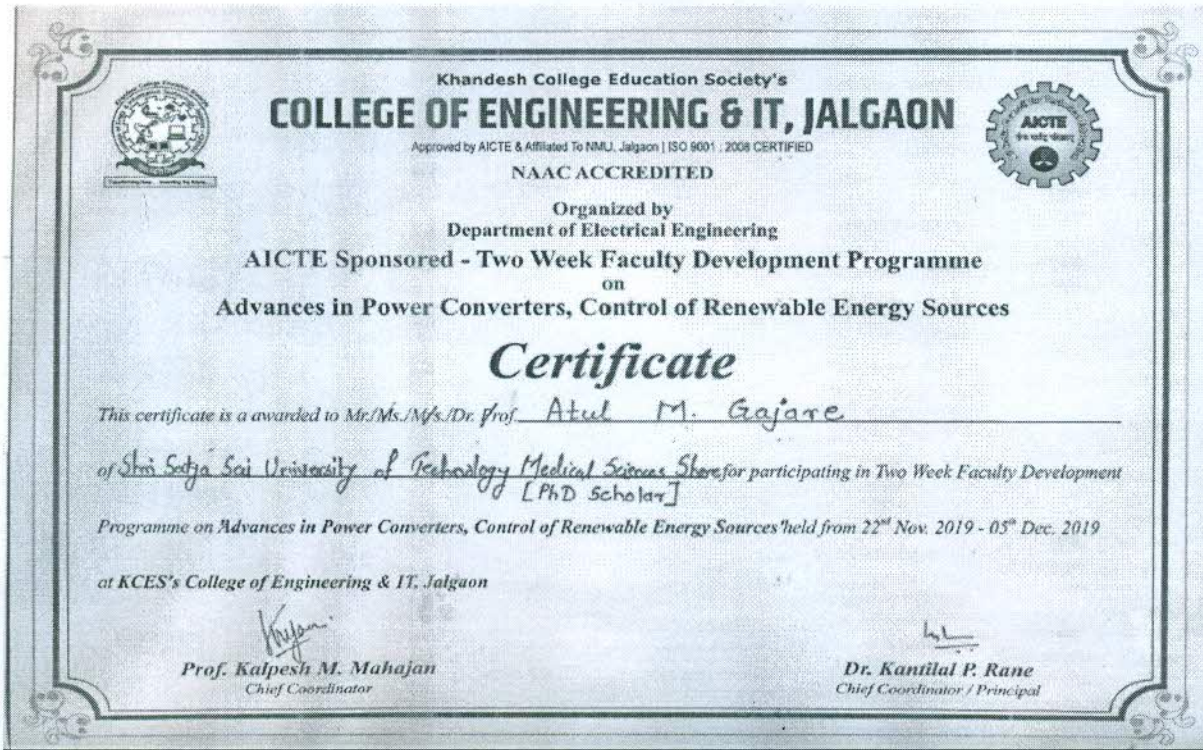 Khandesh College Education Society's
COLLEGE OF ENGINEERING & IT, JALGAON
Approved by AICTE & Affiliated To NMU, Jalgaon | ISO 9001 : 2008 CERTIFIED
NAAC ACCREDITED
AICTE
Organized by
Department of Electrical Engineering
AICTE Sponsored - Two Week Faculty Development Programme
on
Advances in Power Converters, Control of Renewable Energy Sources
Certificate
This certificate is a awarded to Mr./Ms./M/s./Dr. Prof. Atul M. Gajare
of Shri Satya Sai University of Technology Medical Sciences for participating in Two Week Faculty Development
[PhD Scholar]
Programme on 'Advances in Power Converters, Control of Renewable Energy Sources' held from 22nd Nov. 2019 - 05th Dec. 2019
at KCES's College of Engineering & IT, Jalgaon
Prof. Kalpesh M. Mahajan
Chief Coordinator
Dr. Kantilal P. Rane
Chief Coordinator / Principal